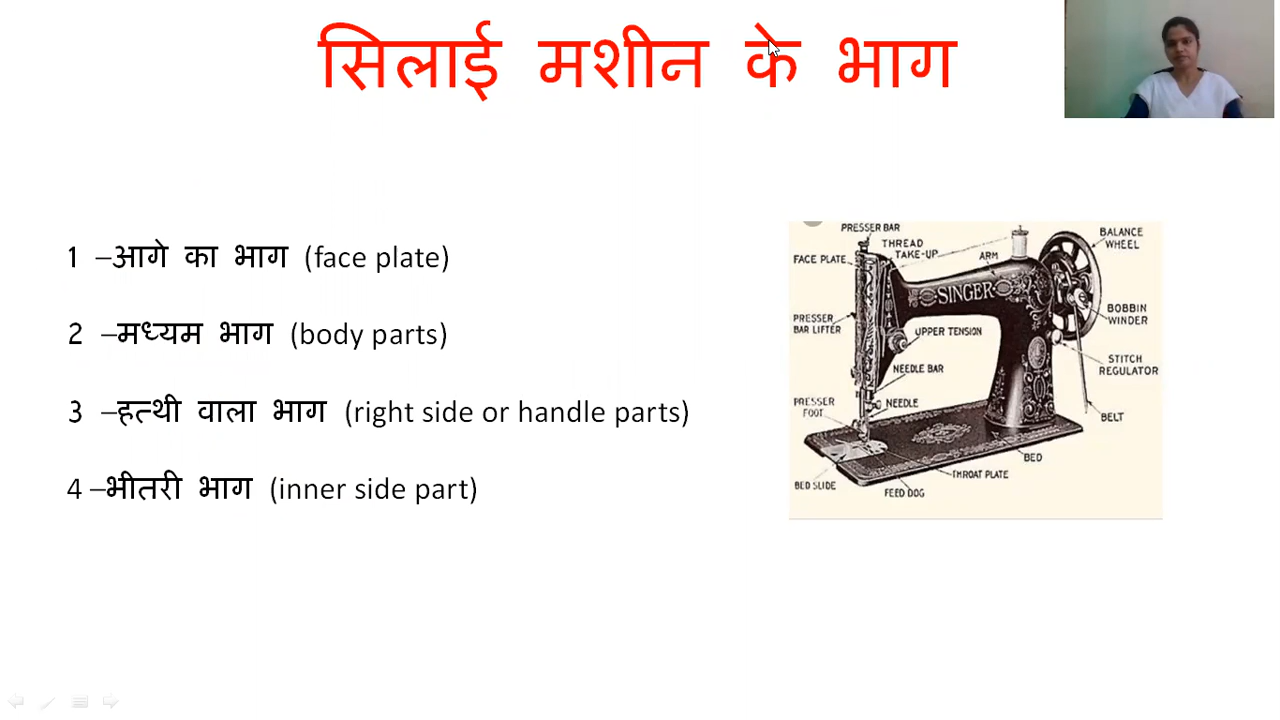 सिलाई मशीन के भाग
1 –आगे का भाग (face plate)
2 –मध्यम भाग (body parts)
3 –हत्थी वाला भाग (right side or handle parts)
4 –भीतरी भाग (inner side part)
PRESSER BAR
THREAD
TAKE-UP
FACE PLATE
ARM
BALANCE
WHEEL
SINGER
PRESSER
BAR LIFTER
UPPER TENSION
BOBBIN
WINDER
STITCH
REGULATOR
NEEDLE BAR
PRESSER
FOOT
NEEDLE
BELT
BED
THROAT PLATE
BED SLIDE
FEED DOG